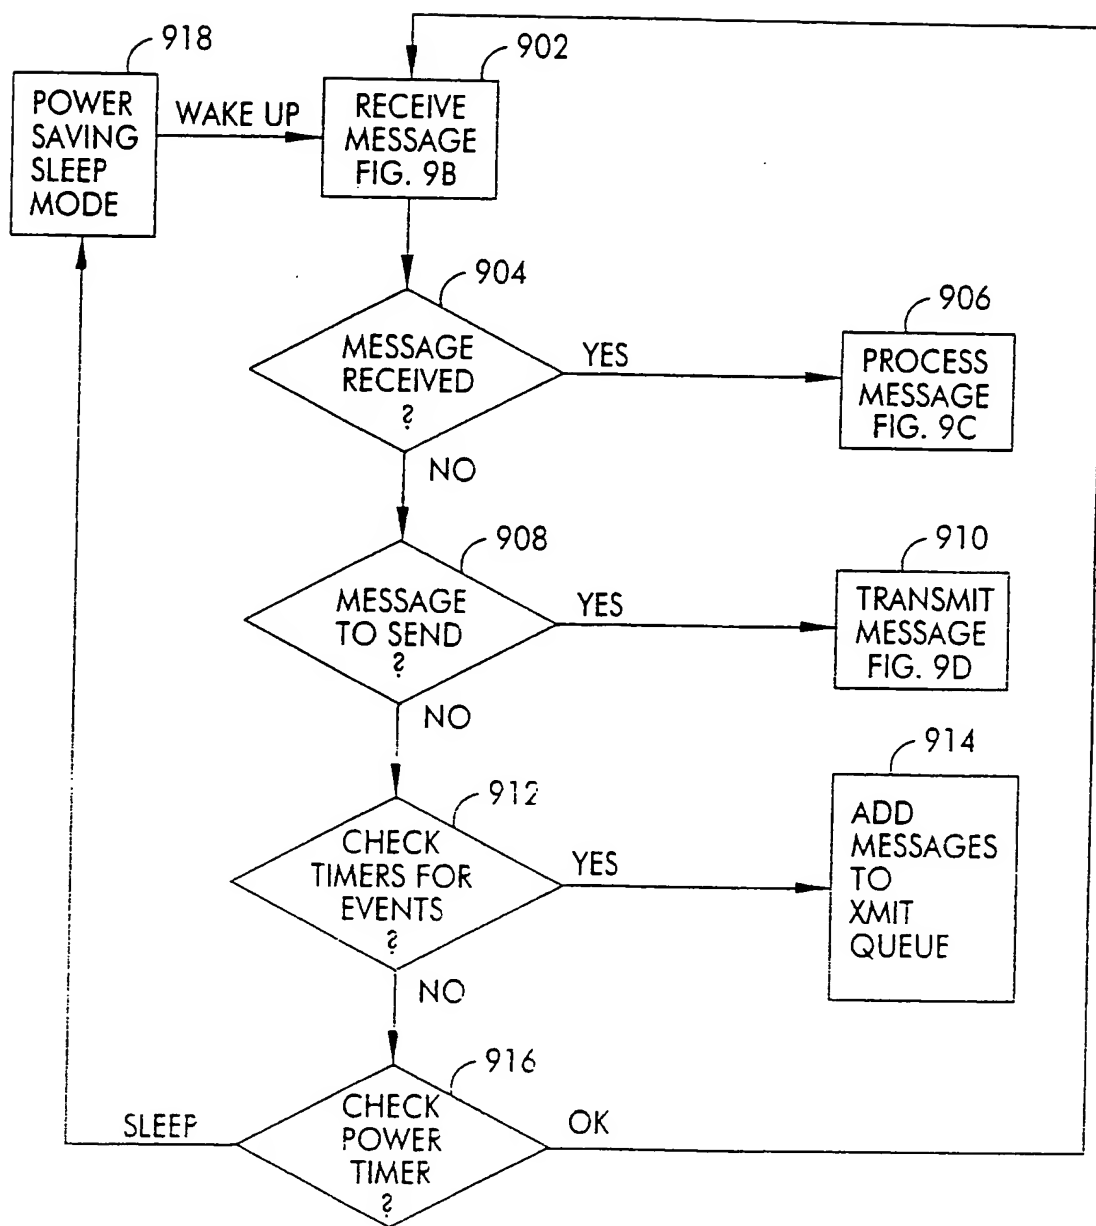 918
902
POWER
SAVING
SLEEP
MODE
WAKE UP
RECEIVE
MESSAGE
FIG. 9B
904
MESSAGE
RECEIVED
?
YES
906
PROCESS
MESSAGE
FIG. 9C
NO
908
MESSAGE
TO SEND
?
YES
910
TRANSMIT
MESSAGE
FIG. 9D
NO
912
CHECK
TIMERS FOR
EVENTS
?
YES
914
ADD
MESSAGES
TO
XMIT
QUEUE
NO
916
CHECK
POWER
TIMER
?
SLEEP
OK